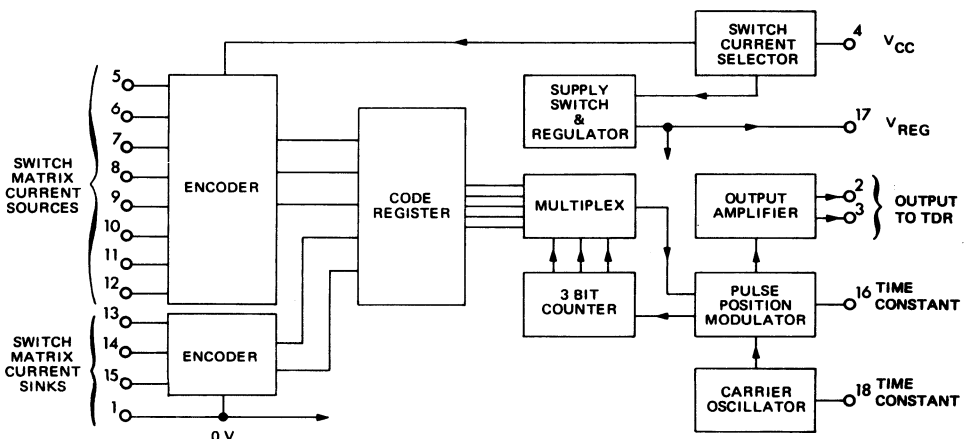 SWITCH
CURRENT
SELECTOR
4
VCC
5
6
7
8
9
10
11
12
SWITCH
MATRIX
CURRENT
SOURCES
ENCODER
SUPPLY
SWITCH
&
REGULATOR
17
VREG
CODE
REGISTER
MULTIPLEX
OUTPUT
AMPLIFIER
2
3
OUTPUT
TO TDR
3 BIT
COUNTER
PULSE
POSITION
MODULATOR
16 TIME
CONSTANT
13
14
15
1
SWITCH
MATRIX
CURRENT
SINKS
ENCODER
0 V
CARRIER
OSCILLATOR
18 TIME
CONSTANT